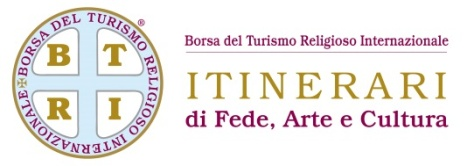 BORSA DEL TURISMO RELIGIOSO INTERNAZIONALE
®
B T
R I
Borsa del Turismo Religioso Internazionale
ITINERARI
di Fede, Arte e Cultura